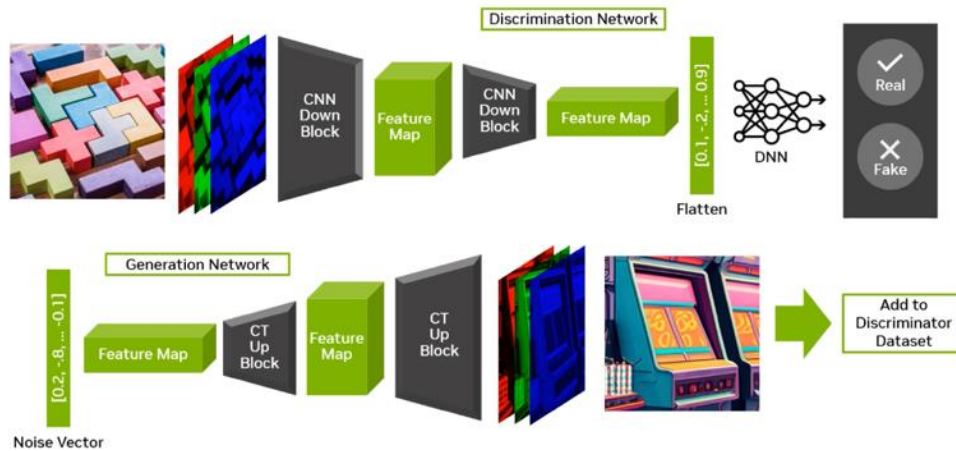 Discrimination Network
CNN
Down
Block
Feature
Map
CNN
Down
Block
Feature Map
[0.1, -.2, ... 0.9]
Flatten
DNN
Real
Fake
Generation Network
[0.2, -.8, ... -0.1]
Noise Vector
Feature Map
CT
Up
Block
Feature
Map
CT
Up
Block
Add to
Discriminator
Dataset